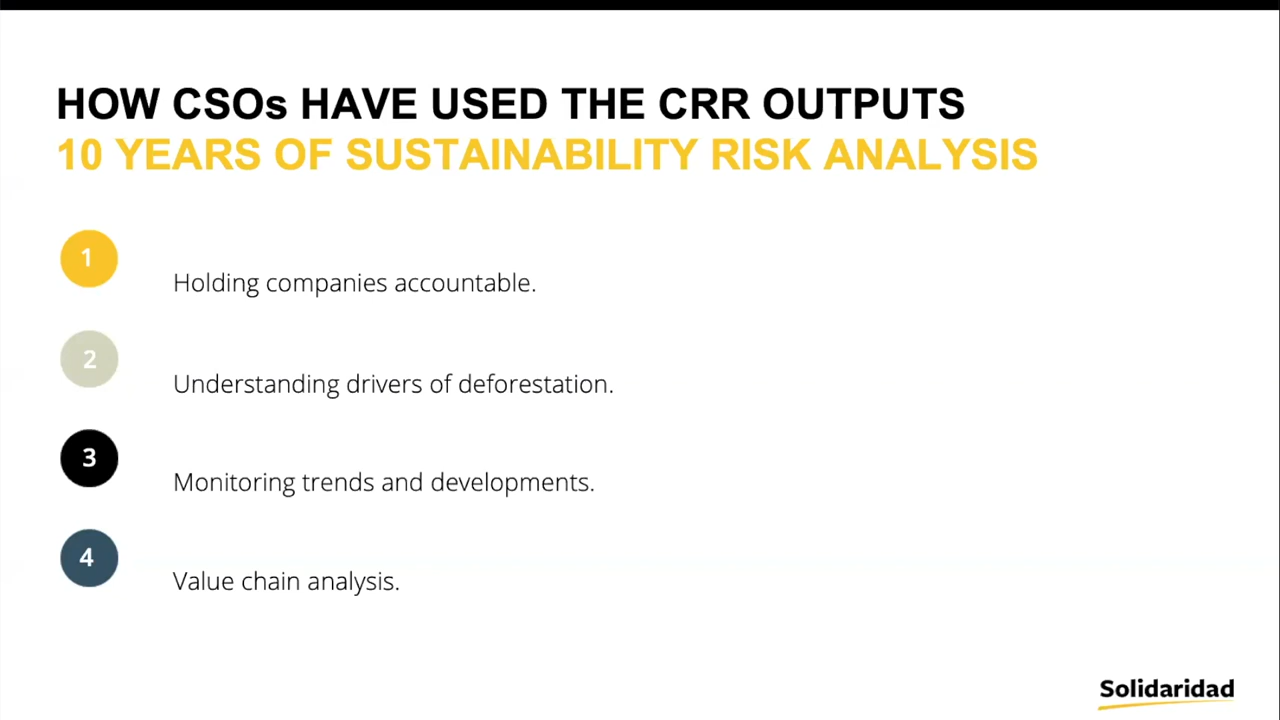 HOW CSOs HAVE USED THE CRR OUTPUTS
10 YEARS OF SUSTAINABILITY RISK ANALYSIS
1
Holding companies accountable.
2
Understanding drivers of deforestation.
3
Monitoring trends and developments.
4
Value chain analysis.
Solidaridad